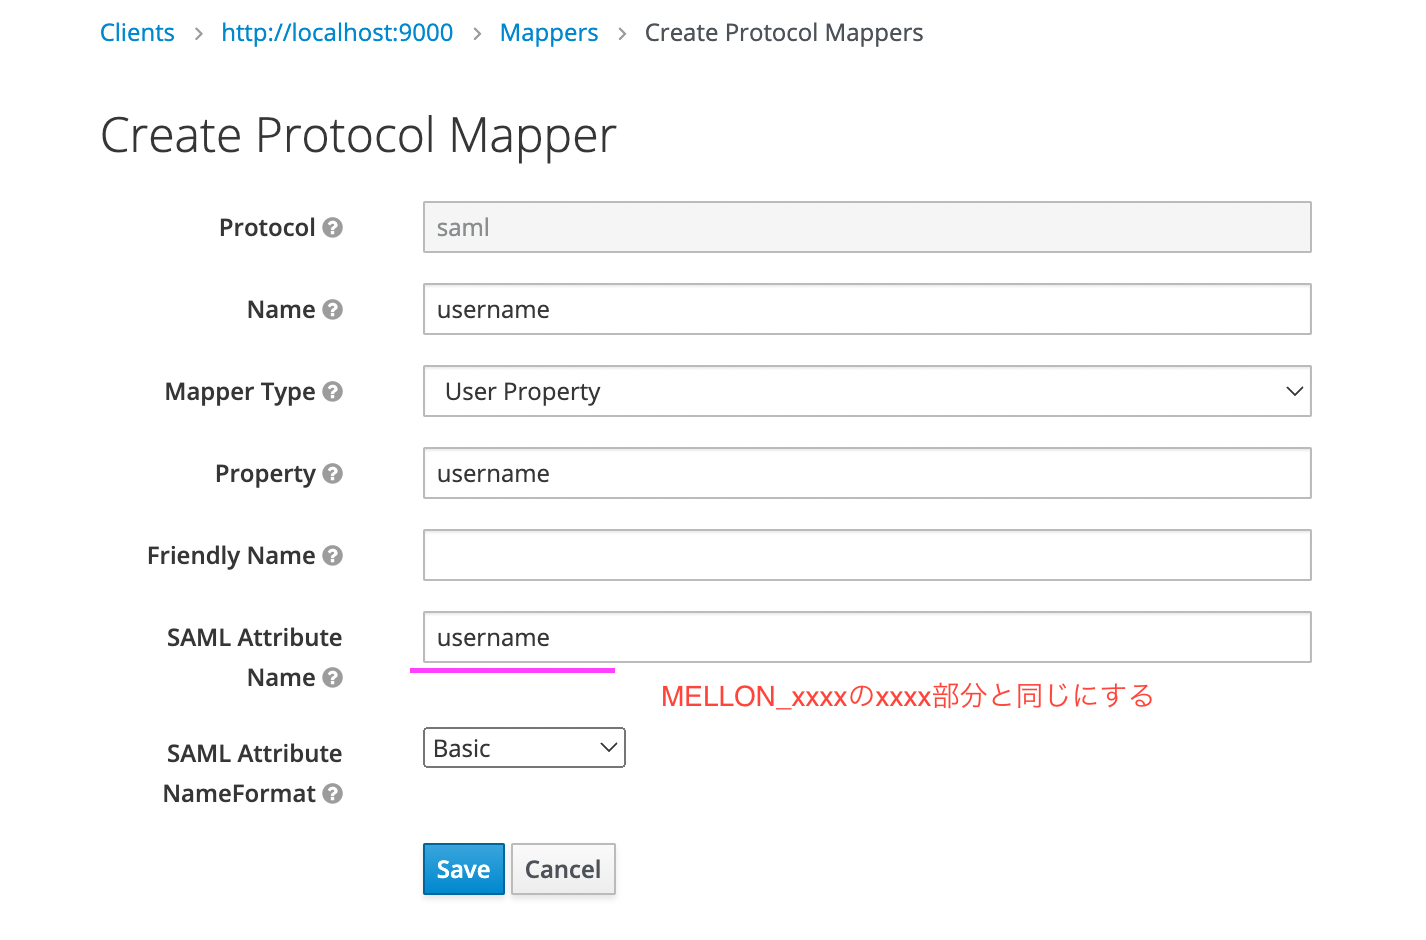 Clients > http://localhost:9000 > Mappers > Create Protocol Mappers
Create Protocol Mapper
Protocol ?
saml
Name ?
username
Mapper Type ?
User Property
Property ?
username
Friendly Name ?
SAML Attribute
Name ?
username
MELLON_xxxxのxxxx部分と同じにする
SAML Attribute
NameFormat ?
Basic
Save Cancel